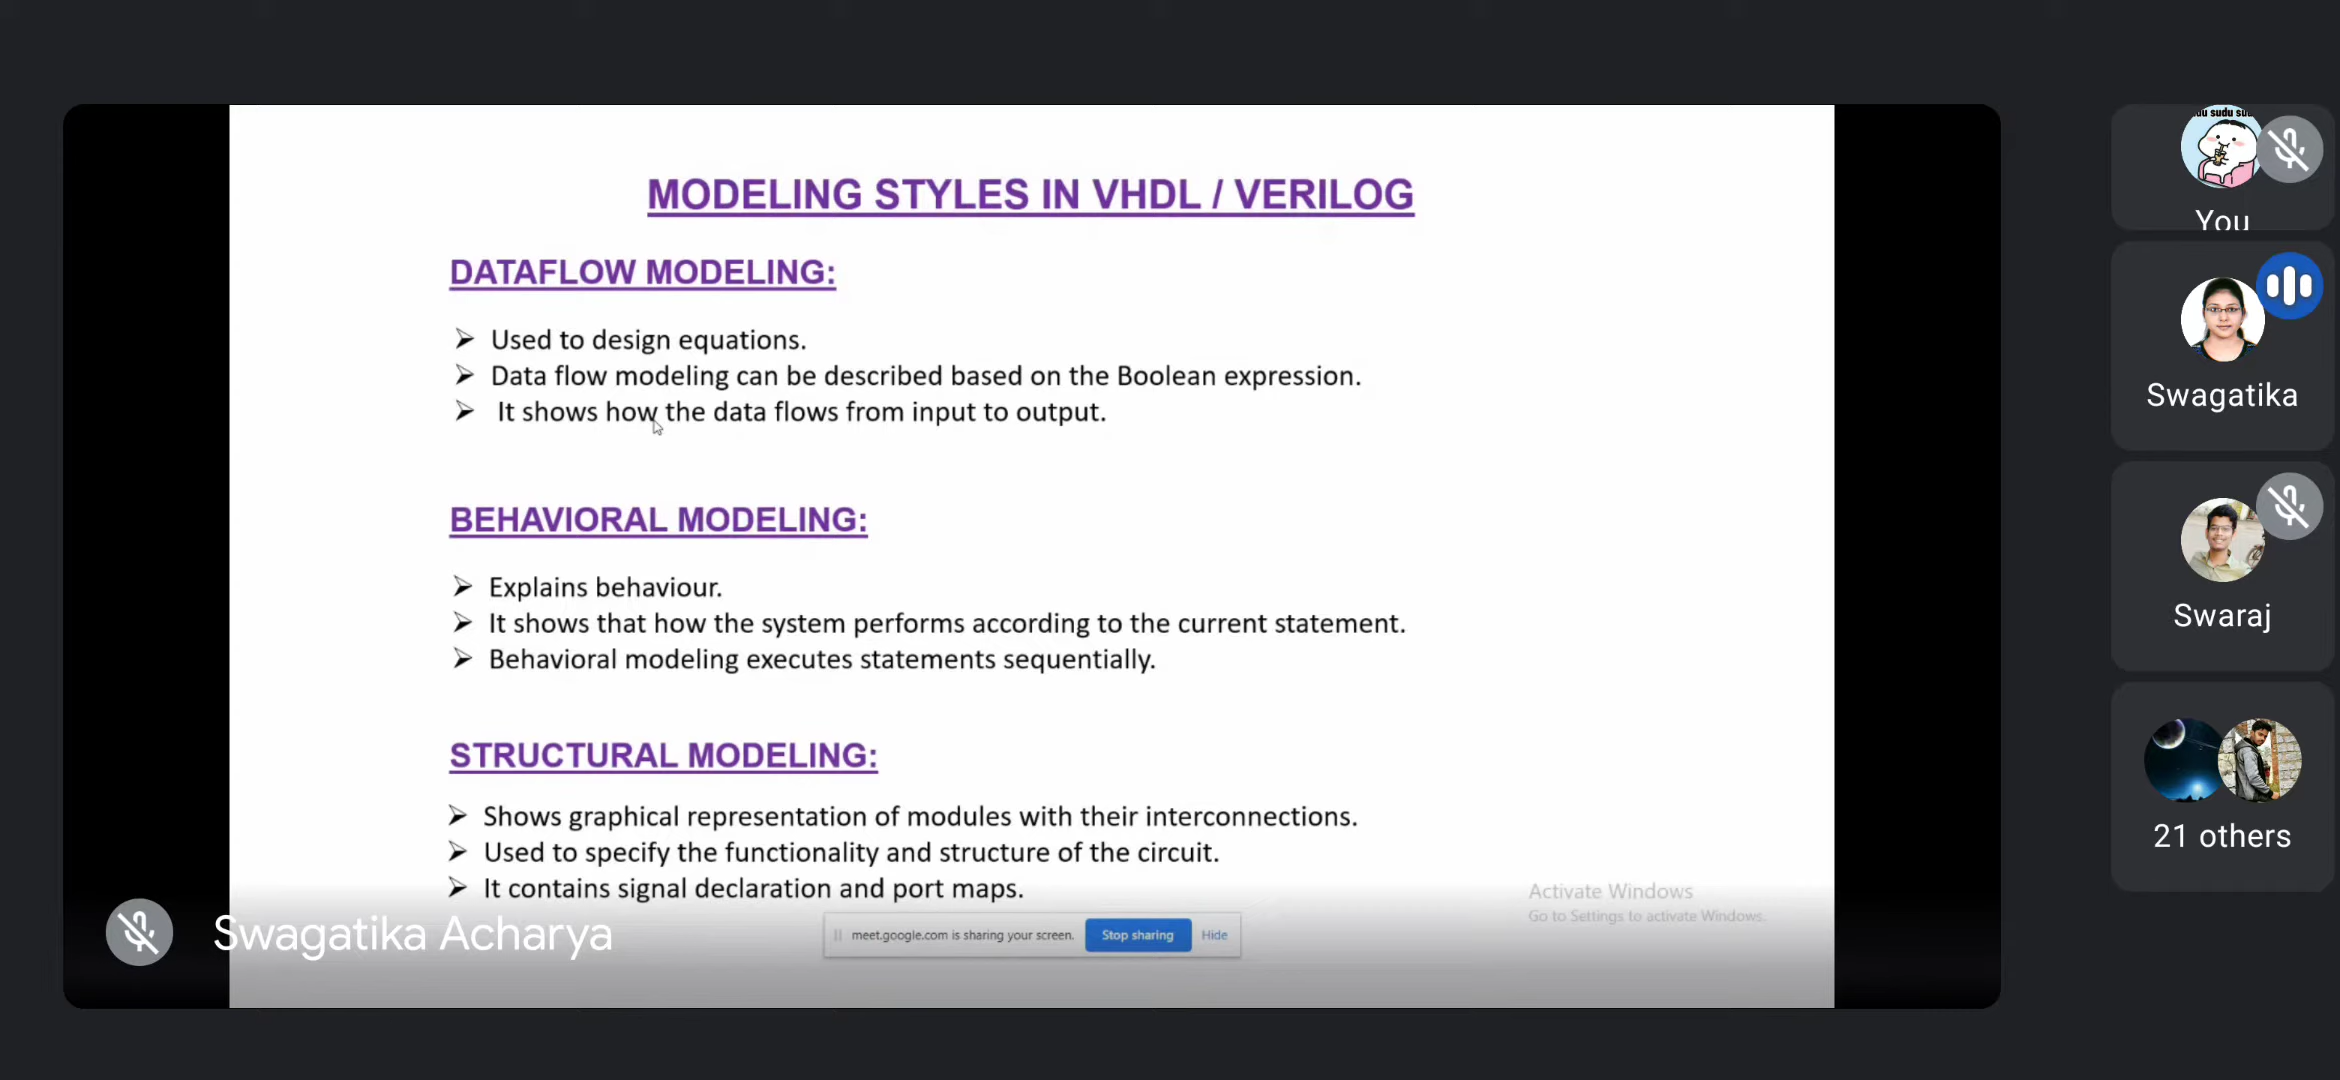 MODELING STYLES IN VHDL / VERILOG
DATAFLOW MODELING:
➢ Used to design equations.
➢ Data flow modeling can be described based on the Boolean expression.
➢ It shows how the data flows from input to output.
BEHAVIORAL MODELING:
➢ Explains behaviour.
➢ It shows that how the system performs according to the current statement.
➢ Behavioral modeling executes statements sequentially.
STRUCTURAL MODELING:
➢ Shows graphical representation of modules with their interconnections.
➢ Used to specify the functionality and structure of the circuit.
➢ It contains signal declaration and port maps.
Activate Windows
Go to Settings to activate Windows.
Swagatika Acharya
meet.google.com is sharing your screen. Stop sharing Hide
sudu
You
Swagatika
Swaraj
21 others